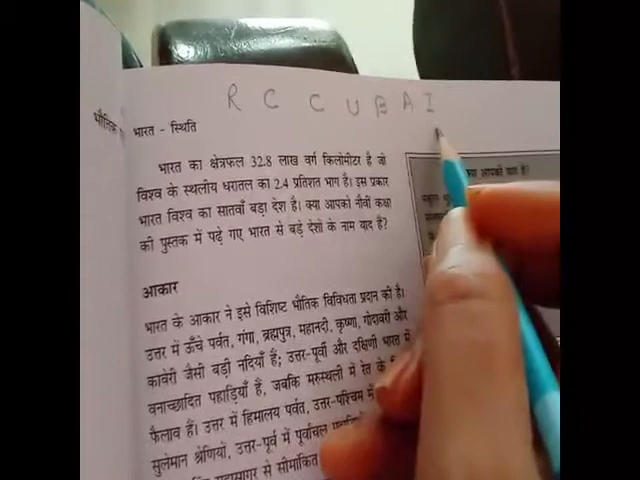 R C C U B A I
भारत - स्थिति
भारत का क्षेत्रफल 32.8 लाख वर्ग किलोमीटर है जो
विश्व के स्थलीय धरातल का 2.4 प्रतिशत भाग है। इस प्रकार
भारत विश्व का सातवाँ बड़ा देश है। क्या आपको नौवीं कक्षा
की पुस्तक में पढ़े गए भारत से बड़े देशों के नाम याद हैं?
आकार
भारत के आकार ने इसे विशिष्ट भौतिक विविधता प्रदान की है।
उत्तर में ऊँचे पर्वत, गंगा, ब्रह्मपुत्र, महानदी, कृष्णा, गोदावरी और
कावेरी जैसी बड़ी नदियाँ हैं; उत्तर-पूर्वी और दक्षिणी भारत में
वनाच्छादित पहाड़ियाँ हैं, जबकि मरुस्थली में रेत के
फैलाव हैं। उत्तर में हिमालय पर्वत, उत्तर-पश्चिम में
सुलेमान श्रेणियाँ, उत्तर-पूर्व में पूर्वांचल
से सीमांकित
आपको याद है?